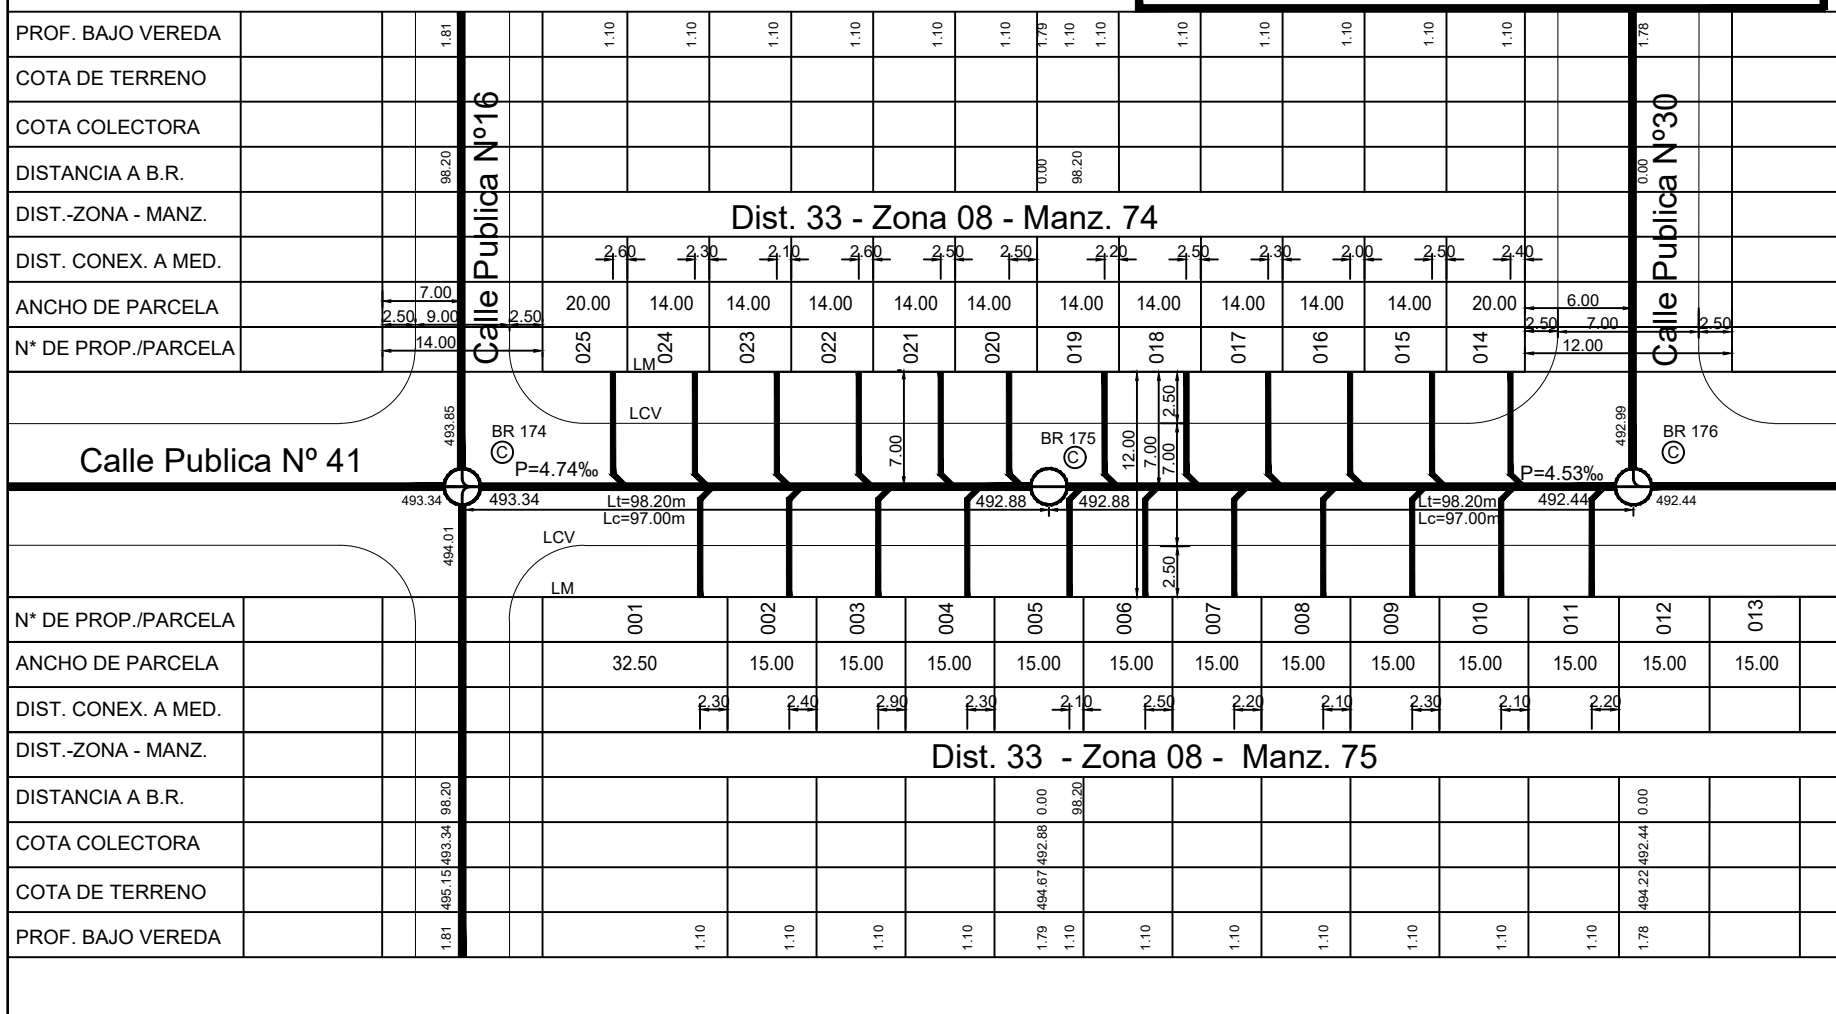 PROF. BAJO VEREDA 1.81 1.10 1.10 1.10 1.10 1.10 1.10 1.79 1.10 1.10 1.10 1.10 1.10 1.10 1.10 1.78
COTA DE TERRENO
COTA COLECTORA
DISTANCIA A B.R. 98.20 0.00 98.20 0.00
Calle Publica Nº16
Calle Publica Nº30
DIST.-ZONA - MANZ. Dist. 33 - Zona 08 - Manz. 74
DIST. CONEX. A MED. 2.60 2.30 2.10 2.60 2.50 2.50 2.20 2.50 2.30 2.00 2.50 2.40
ANCHO DE PARCELA 7.00 20.00 14.00 14.00 14.00 14.00 14.00 14.00 14.00 14.00 14.00 14.00 20.00 6.00
2.50 9.00 2.50 2.50 7.00 2.50
N* DE PROP./PARCELA 14.00 025 024 023 022 021 020 019 018 017 016 015 014 12.00
LM
LCV
2.50
493.85
492.99
BR 174
C
BR 175
C
BR 176
C
7.00 12.00 7.00 7.00
Calle Publica Nº 41
P=4.74‰
P=4.53‰
493.34 493.34 Lt=98.20m 492.88 492.88 Lt=98.20m 492.44 492.44
Lc=97.00m Lc=97.00m
494.01
LCV
2.50
LM
N* DE PROP./PARCELA 001 002 003 004 005 006 007 008 009 010 011 012 013
ANCHO DE PARCELA 32.50 15.00 15.00 15.00 15.00 15.00 15.00 15.00 15.00 15.00 15.00 15.00 15.00
DIST. CONEX. A MED. 2.30 2.40 2.90 2.30 2.10 2.50 2.20 2.10 2.30 2.10 2.20
DIST.-ZONA - MANZ. Dist. 33 - Zona 08 - Manz. 75
DISTANCIA A B.R. 98.20 0.00 98.20 0.00
COTA COLECTORA 493.34 492.88 492.44
COTA DE TERRENO 495.15 494.67 494.22
PROF. BAJO VEREDA 1.81 1.10 1.10 1.10 1.10 1.79 1.10 1.10 1.10 1.10 1.10 1.10 1.10 1.78